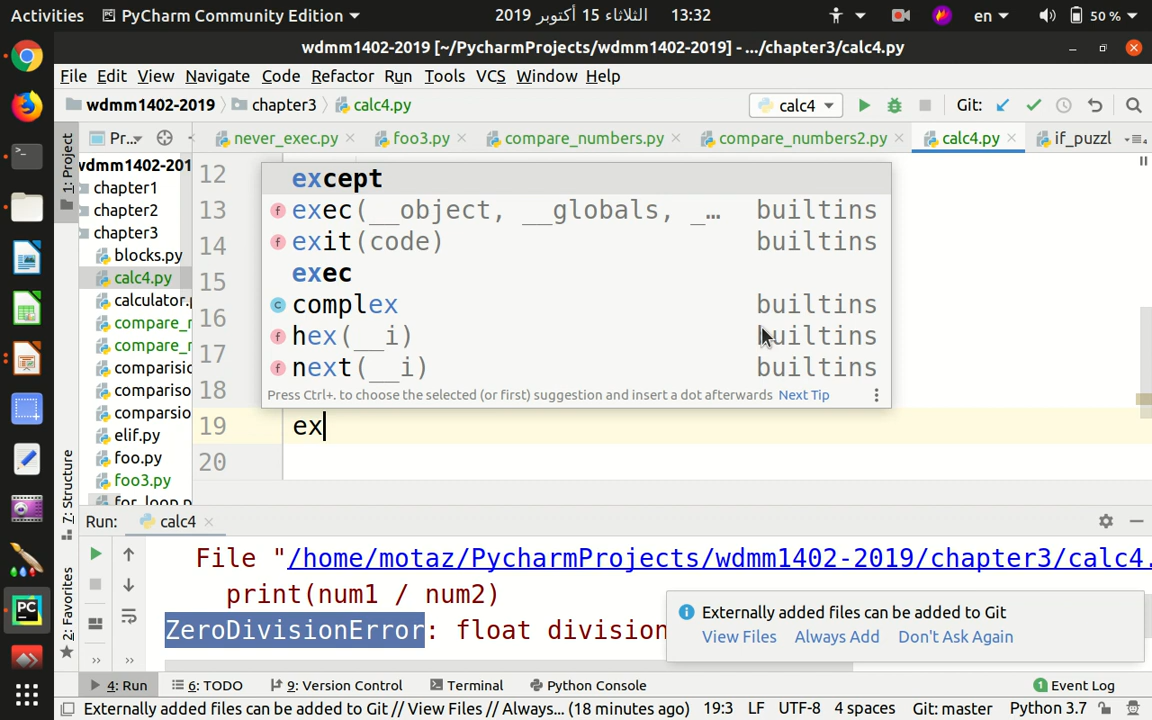 Activities PyCharm Community Edition 2019 الثلاثاء 15 أكتوبر 13:32 en 50 %
wdmm1402-2019 [~/PycharmProjects/wdmm1402-2019] - .../chapter3/calc4.py
File Edit View Navigate Code Refactor Run Tools VCS Window Help
wdmm1402-2019 chapter3 calc4.py calc4 Git:
1: Project
Pr... never_exec.py foo3.py compare_numbers.py compare_numbers2.py calc4.py if_puzzl
wdmm1402-201
chapter1
chapter2
chapter3
blocks.py
calc4.py
calculator.
compare_r
compare_r
comparisio
compariso
comparsio
elif.py
foo.py
foo3.py
for_loop.p
12
13
14
15
16
17
18
19 ex
20
except
exec(__object, __globals, _... builtins
exit(code) builtins
exec
complex builtins
hex(__i) builtins
next(__i) builtins
Press Ctrl+. to choose the selected (or first) suggestion and insert a dot afterwards Next Tip
7: Structure
2: Favorites
Run: calc4
File "/home/motaz/PycharmProjects/wdmm1402-2019/chapter3/calc4.
print(num1 / num2)
ZeroDivisionError: float division
Externally added files can be added to Git
View Files Always Add Don't Ask Again
4: Run 6: TODO 9: Version Control Terminal Python Console 1 Event Log
Externally added files can be added to Git // View Files // Always... (18 minutes ago) 19:3 LF UTF-8 4 spaces Git: master Python 3.7